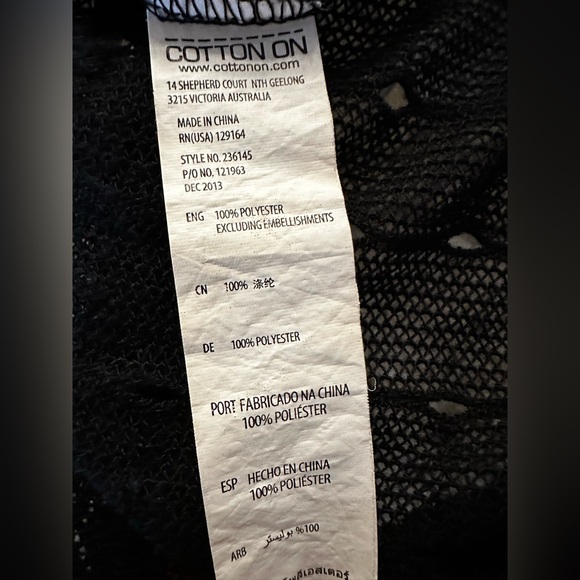 COTTON ON
www.cottonon.com
14 SHEPHERD COURT NTH GEELONG
3215 VICTORIA AUSTRALIA
MADE IN CHINA
RN(USA) 129164
STYLE NO. 236145
P/O NO. 121963
DEC 2013
ENG 100% POLYESTER
EXCLUDING EMBELLISHMENTS
CN 100% 涤纶
DE 100% POLYESTER
PORT FABRICADO NA CHINA
100% POLIÉSTER
ESP HECHO EN CHINA
100% POLIÉSTER
ARB 100% بوليستر